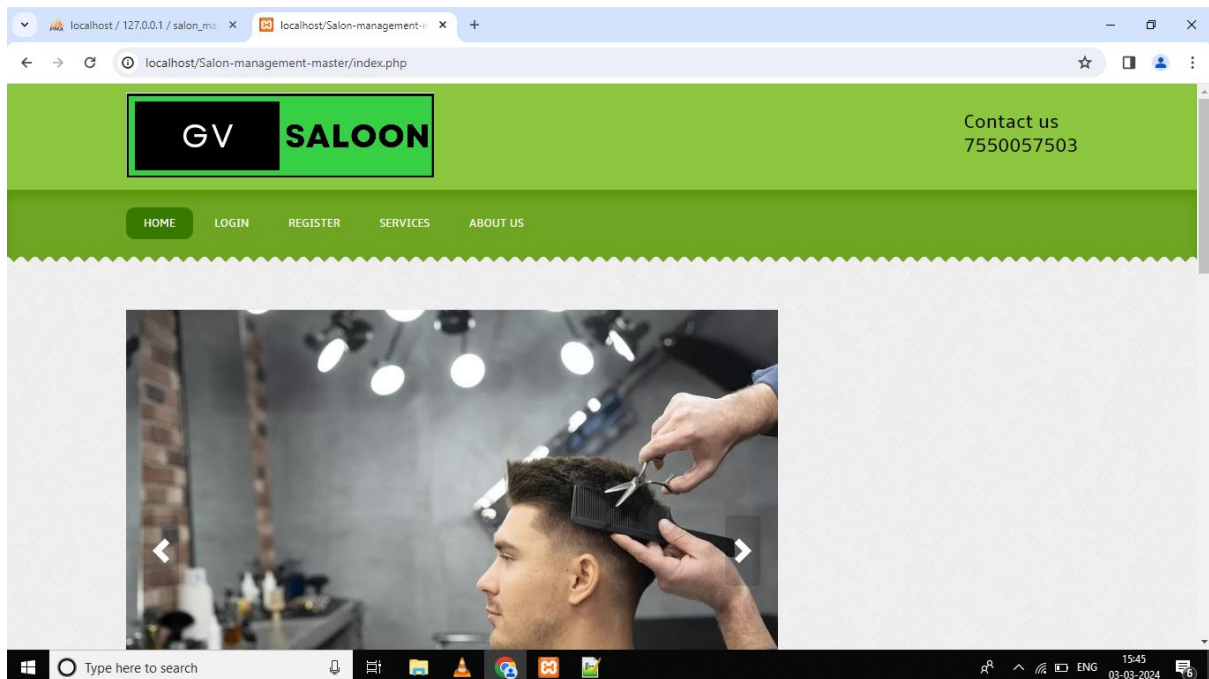 localhost / 127.0.0.1 / salon_ma
localhost/Salon-management-m
localhost/Salon-management-master/index.php
GV SALOON
Contact us
7550057503
HOME LOGIN REGISTER SERVICES ABOUT US
Type here to search
ENG
15:45
03-03-2024
6